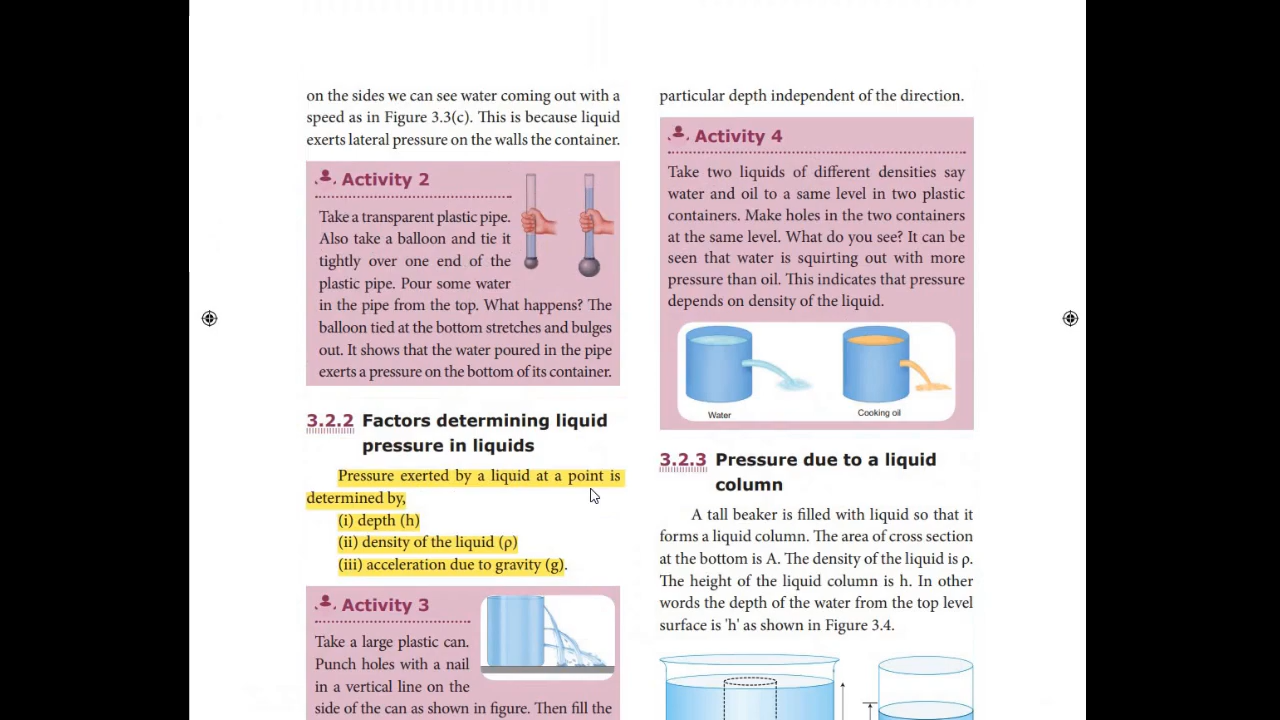 on the sides we can see water coming out with a
speed as in Figure 3.3(c). This is because liquid
exerts lateral pressure on the walls the container.
Activity 2
Take a transparent plastic pipe.
Also take a balloon and tie it
tightly over one end of the
plastic pipe. Pour some water
in the pipe from the top. What happens? The
balloon tied at the bottom stretches and bulges
out. It shows that the water poured in the pipe
exerts a pressure on the bottom of its container.
3.2.2 Factors determining liquid
pressure in liquids
Pressure exerted by a liquid at a point is
determined by,
(i) depth (h)
(ii) density of the liquid (ρ)
(iii) acceleration due to gravity (g).
Activity 3
Take a large plastic can.
Punch holes with a nail
in a vertical line on the
side of the can as shown in figure. Then fill the
particular depth independent of the direction.
Activity 4
Take two liquids of different densities say
water and oil to a same level in two plastic
containers. Make holes in the two containers
at the same level. What do you see? It can be
seen that water is squirting out with more
pressure than oil. This indicates that pressure
depends on density of the liquid.
Water
Cooking oil
3.2.3 Pressure due to a liquid
column
A tall beaker is filled with liquid so that it
forms a liquid column. The area of cross section
at the bottom is A. The density of the liquid is ρ.
The height of the liquid column is h. In other
words the depth of the water from the top level
surface is 'h' as shown in Figure 3.4.